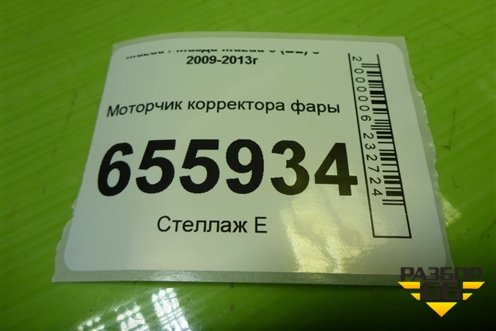 2009-2013г
Моторчик корректора фары
655934
Стеллаж Е
2000006232724
РАЗБОР